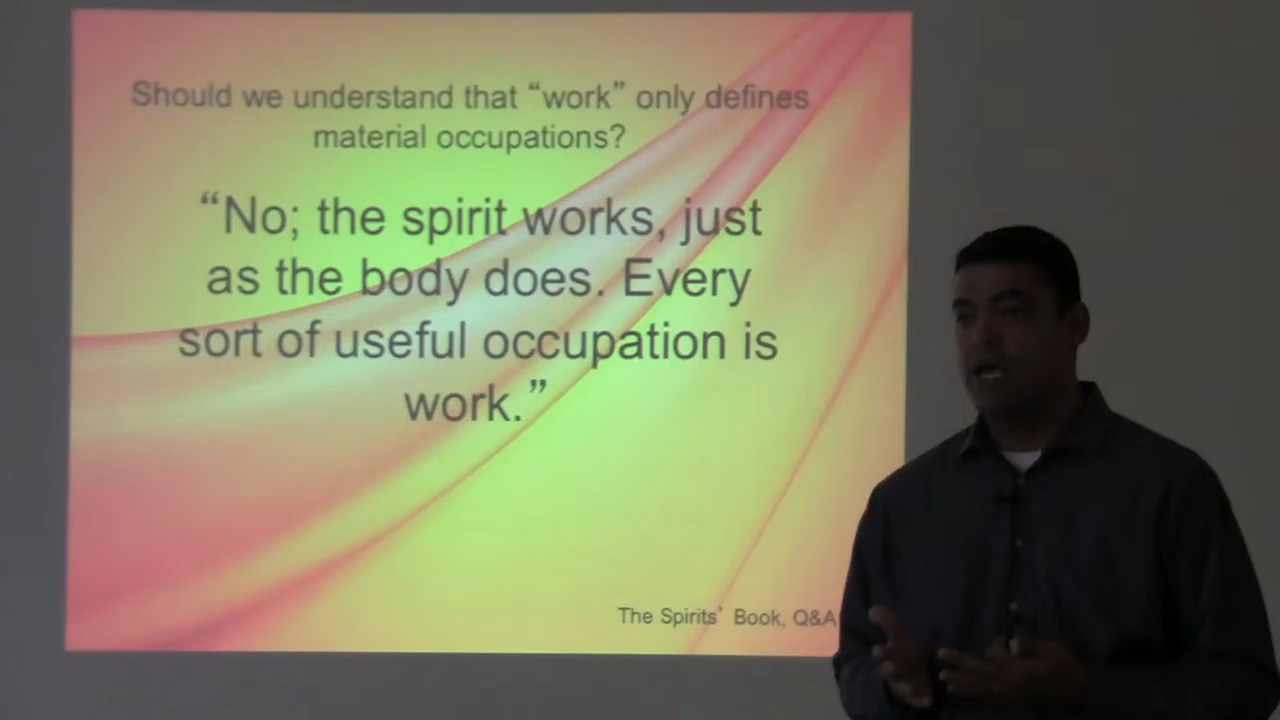 Should we understand that “work” only defines
material occupations?
“No; the spirit works, just
as the body does. Every
sort of useful occupation is
work.”
The Spirits’ Book, Q&A